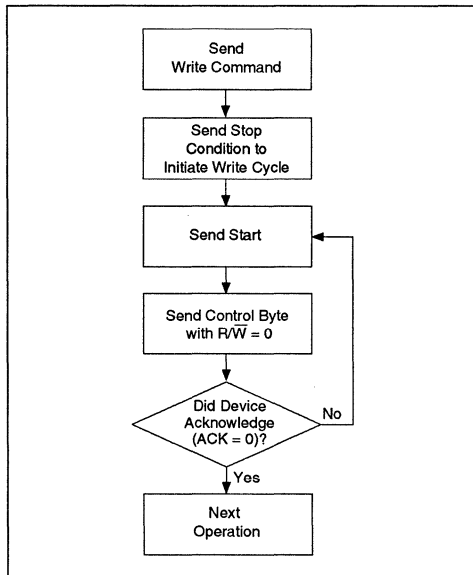 Send
Write Command
Send Stop
Condition to
Initiate Write Cycle
Send Start
Send Control Byte
with R/W̅ = 0
Did Device
Acknowledge
(ACK = 0)?
No
Yes
Next
Operation